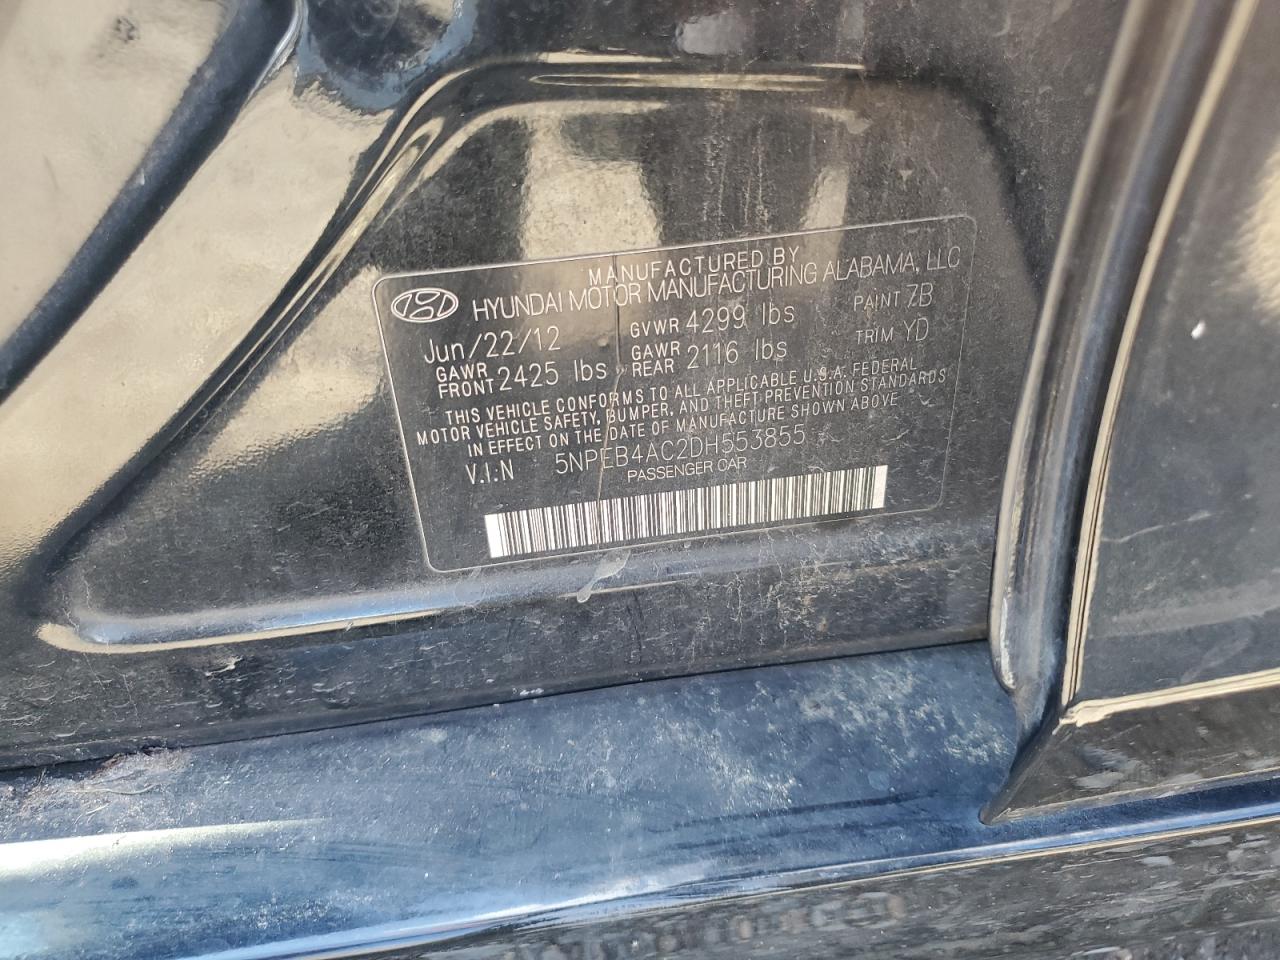 MANUFACTURED BY
HYUNDAI MOTOR MANUFACTURING ALABAMA, LLC
Jun/22/12 GVWR 4299 lbs PAINT ZB
GAWR FRONT 2425 lbs GAWR REAR 2116 lbs TRIM YD
THIS VEHICLE CONFORMS TO ALL APPLICABLE U.S.A. FEDERAL
MOTOR VEHICLE SAFETY, BUMPER, AND THEFT PREVENTION STANDARDS
IN EFFECT ON THE DATE OF MANUFACTURE SHOWN ABOVE
V.I.N 5NPEB4AC2DH553855
PASSENGER CAR